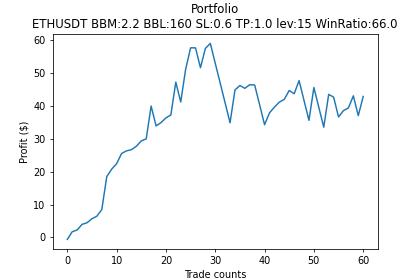 Portfolio
ETHUSDT BBM:2.2 BBL:160 SL:0.6 TP:1.0 lev:15 WinRatio:66.0
60
50
40
30
20
10
0
Profit ($)
0 10 20 30 40 50 60
Trade counts